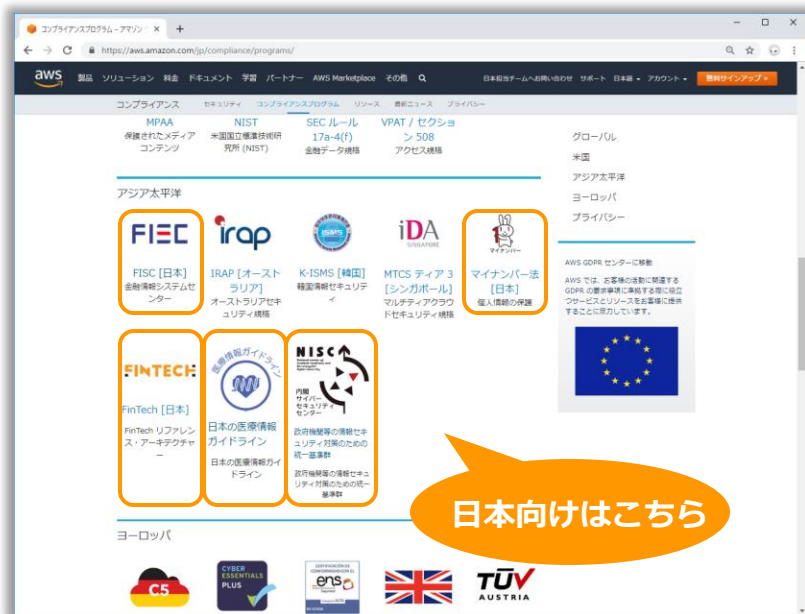 コンプライアンスプログラム - アマゾン
https://aws.amazon.com/jp/compliance/programs/
aws 製品 ソリューション 料金 ドキュメント 学習 パートナー AWS Marketplace その他 日本担当チームへお問い合わせ サポート 日本語 アカウント 無料サインアップ »
コンプライアンス セキュリティ コンプライアンスプログラム リソース 最新ニュース プライバシー
MPAA
保護されたメディア
コンテンツ
NIST
米国国立標準技術研
究所 (NIST)
SEC ルール
17a-4(f)
金融データ規格
VPAT / セクショ
ン 508
アクセス規格
グローバル
米国
アジア太平洋
ヨーロッパ
プライバシー
アジア太平洋
FISC
FISC [日本]
金融情報システムセ
ンター
irap
IRAP [オースト
ラリア]
オーストラリアセキ
ュリティ規格
ISMS
K-ISMS [韓国]
韓国情報セキュリテ
ィ
iDA
SINGAPORE
MTCS ティア 3
[シンガポール]
マルチティアクラウ
ドセキュリティ規格
マイナンバー
マイナンバー法
[日本]
個人情報の保護
AWS GDPR センターに移動
AWS では、お客様の活動に関連する
GDPR の要求事項に準拠する際に役立
つサービスとリソースをお客様に提供
することに尽力しています。
FINTECH
FinTech [日本]
FinTech リファレン
ス・アーキテクチャ
ー
医療情報ガイドライン
日本の医療情報
ガイドライン
日本の医療情報ガイ
ドライン
NISC
内閣
サイバー
セキュリティ
センター
政府機関等の情報セキ
ュリティ対策のための
統一基準群
政府機関等の情報セキュ
リティ対策のための統一
基準群
日本向けはこちら
ヨーロッパ
C5
CYBER
ESSENTIALS
PLUS
ens
TÜV
AUSTRIA